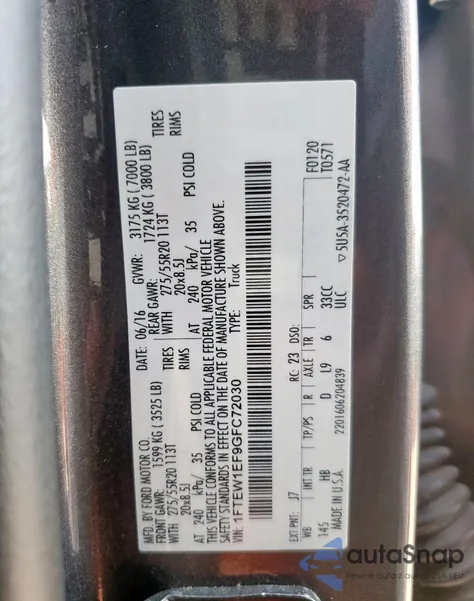 MFD. BY FORD MOTOR CO.
DATE: 06/16 GVWR: 3175 KG ( 7000 LB)
FRONT GAWR: 1599 KG ( 3525 LB) REAR GAWR: 1724 KG ( 3800 LB)
WITH 275/55R20 113T TIRES WITH 275/55R20 113T TIRES
20x8.5J RIMS 20x8.5J RIMS
AT 240 kPa/ 35 PSI COLD AT 240 kPa/ 35 PSI COLD
THIS VEHICLE CONFORMS TO ALL APPLICABLE FEDERAL MOTOR VEHICLE
SAFETY STANDARDS IN EFFECT ON THE DATE OF MANUFACTURE SHOWN ABOVE.
VIN: 1FTEW1EF9GFC72030 TYPE: Truck
F0120
T0571
EXT PNT: J7 RC: 23 DSO:
WB INT TR TP/PS R AXLE TR SPR
145 HB D L9 6 33CC
ULC
MADE IN U.S.A. 2201606204839
▽5U5A-3520472-AA
autoSnap